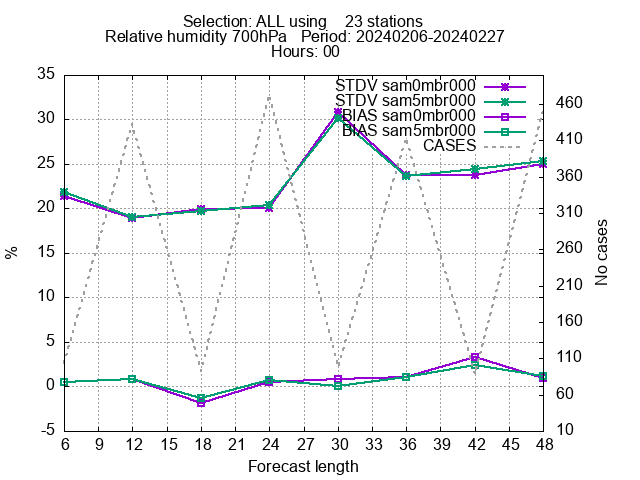 Selection: ALL using    23 stations
Relative humidity 700hPa   Period: 20240206-20240227
Hours: 00
STDV sam0mbr000
STDV sam5mbr000
BIAS sam0mbr000
BIAS sam5mbr000
CASES
35
30
25
20
15
10
5
0
-5
%
460
410
360
310
260
210
160
110
60
10
No cases
6 9 12 15 18 21 24 27 30 33 36 39 42 45 48
Forecast length